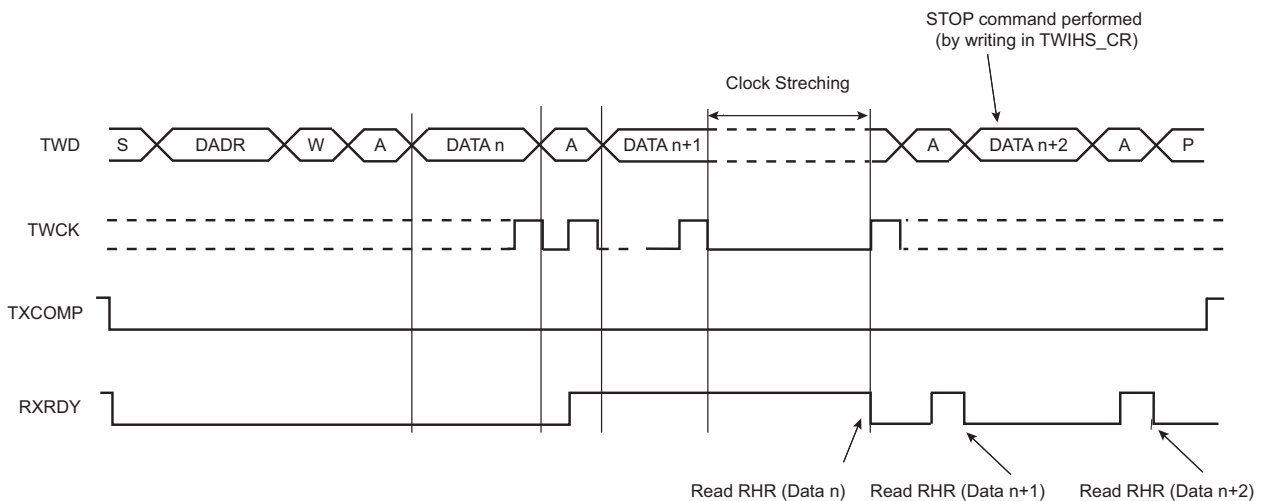 STOP command performed
(by writing in TWIHS_CR)
Clock Streching
TWD S DADR W A DATA n A DATA n+1 A DATA n+2 A P
TWCK
TXCOMP
RXRDY
Read RHR (Data n) Read RHR (Data n+1) Read RHR (Data n+2)